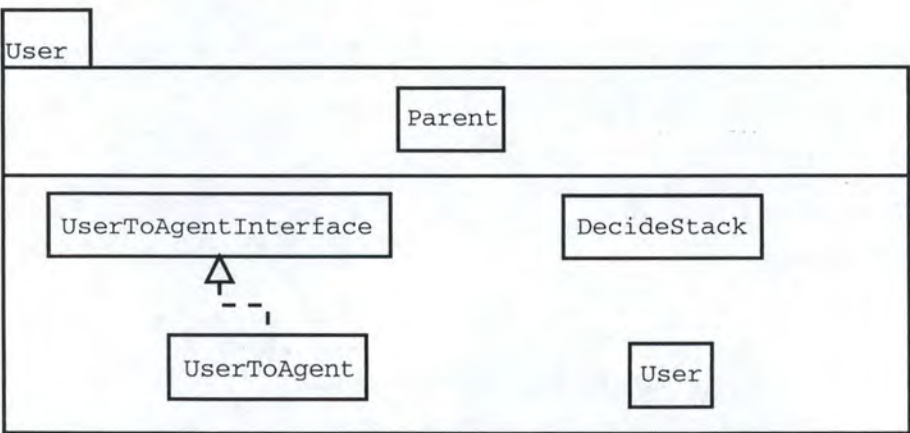 User
Parent
UserToAgentInterface
DecideStack
UserToAgent
User